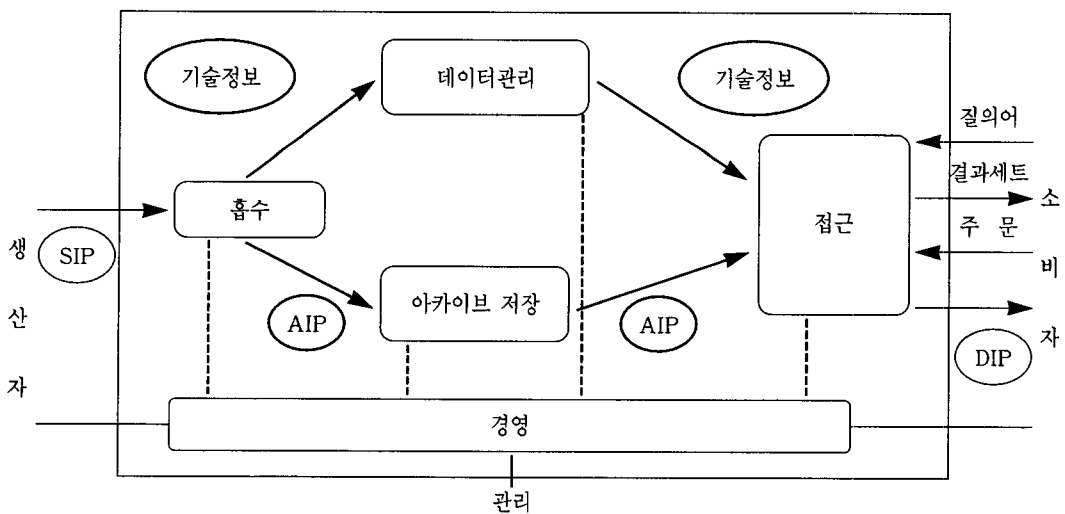 기술정보
데이터관리
기술정보
질의어
흡수
접근
결과세트
주 문
생산자
SIP
소비자
AIP
아카이브 저장
AIP
DIP
경영
관리